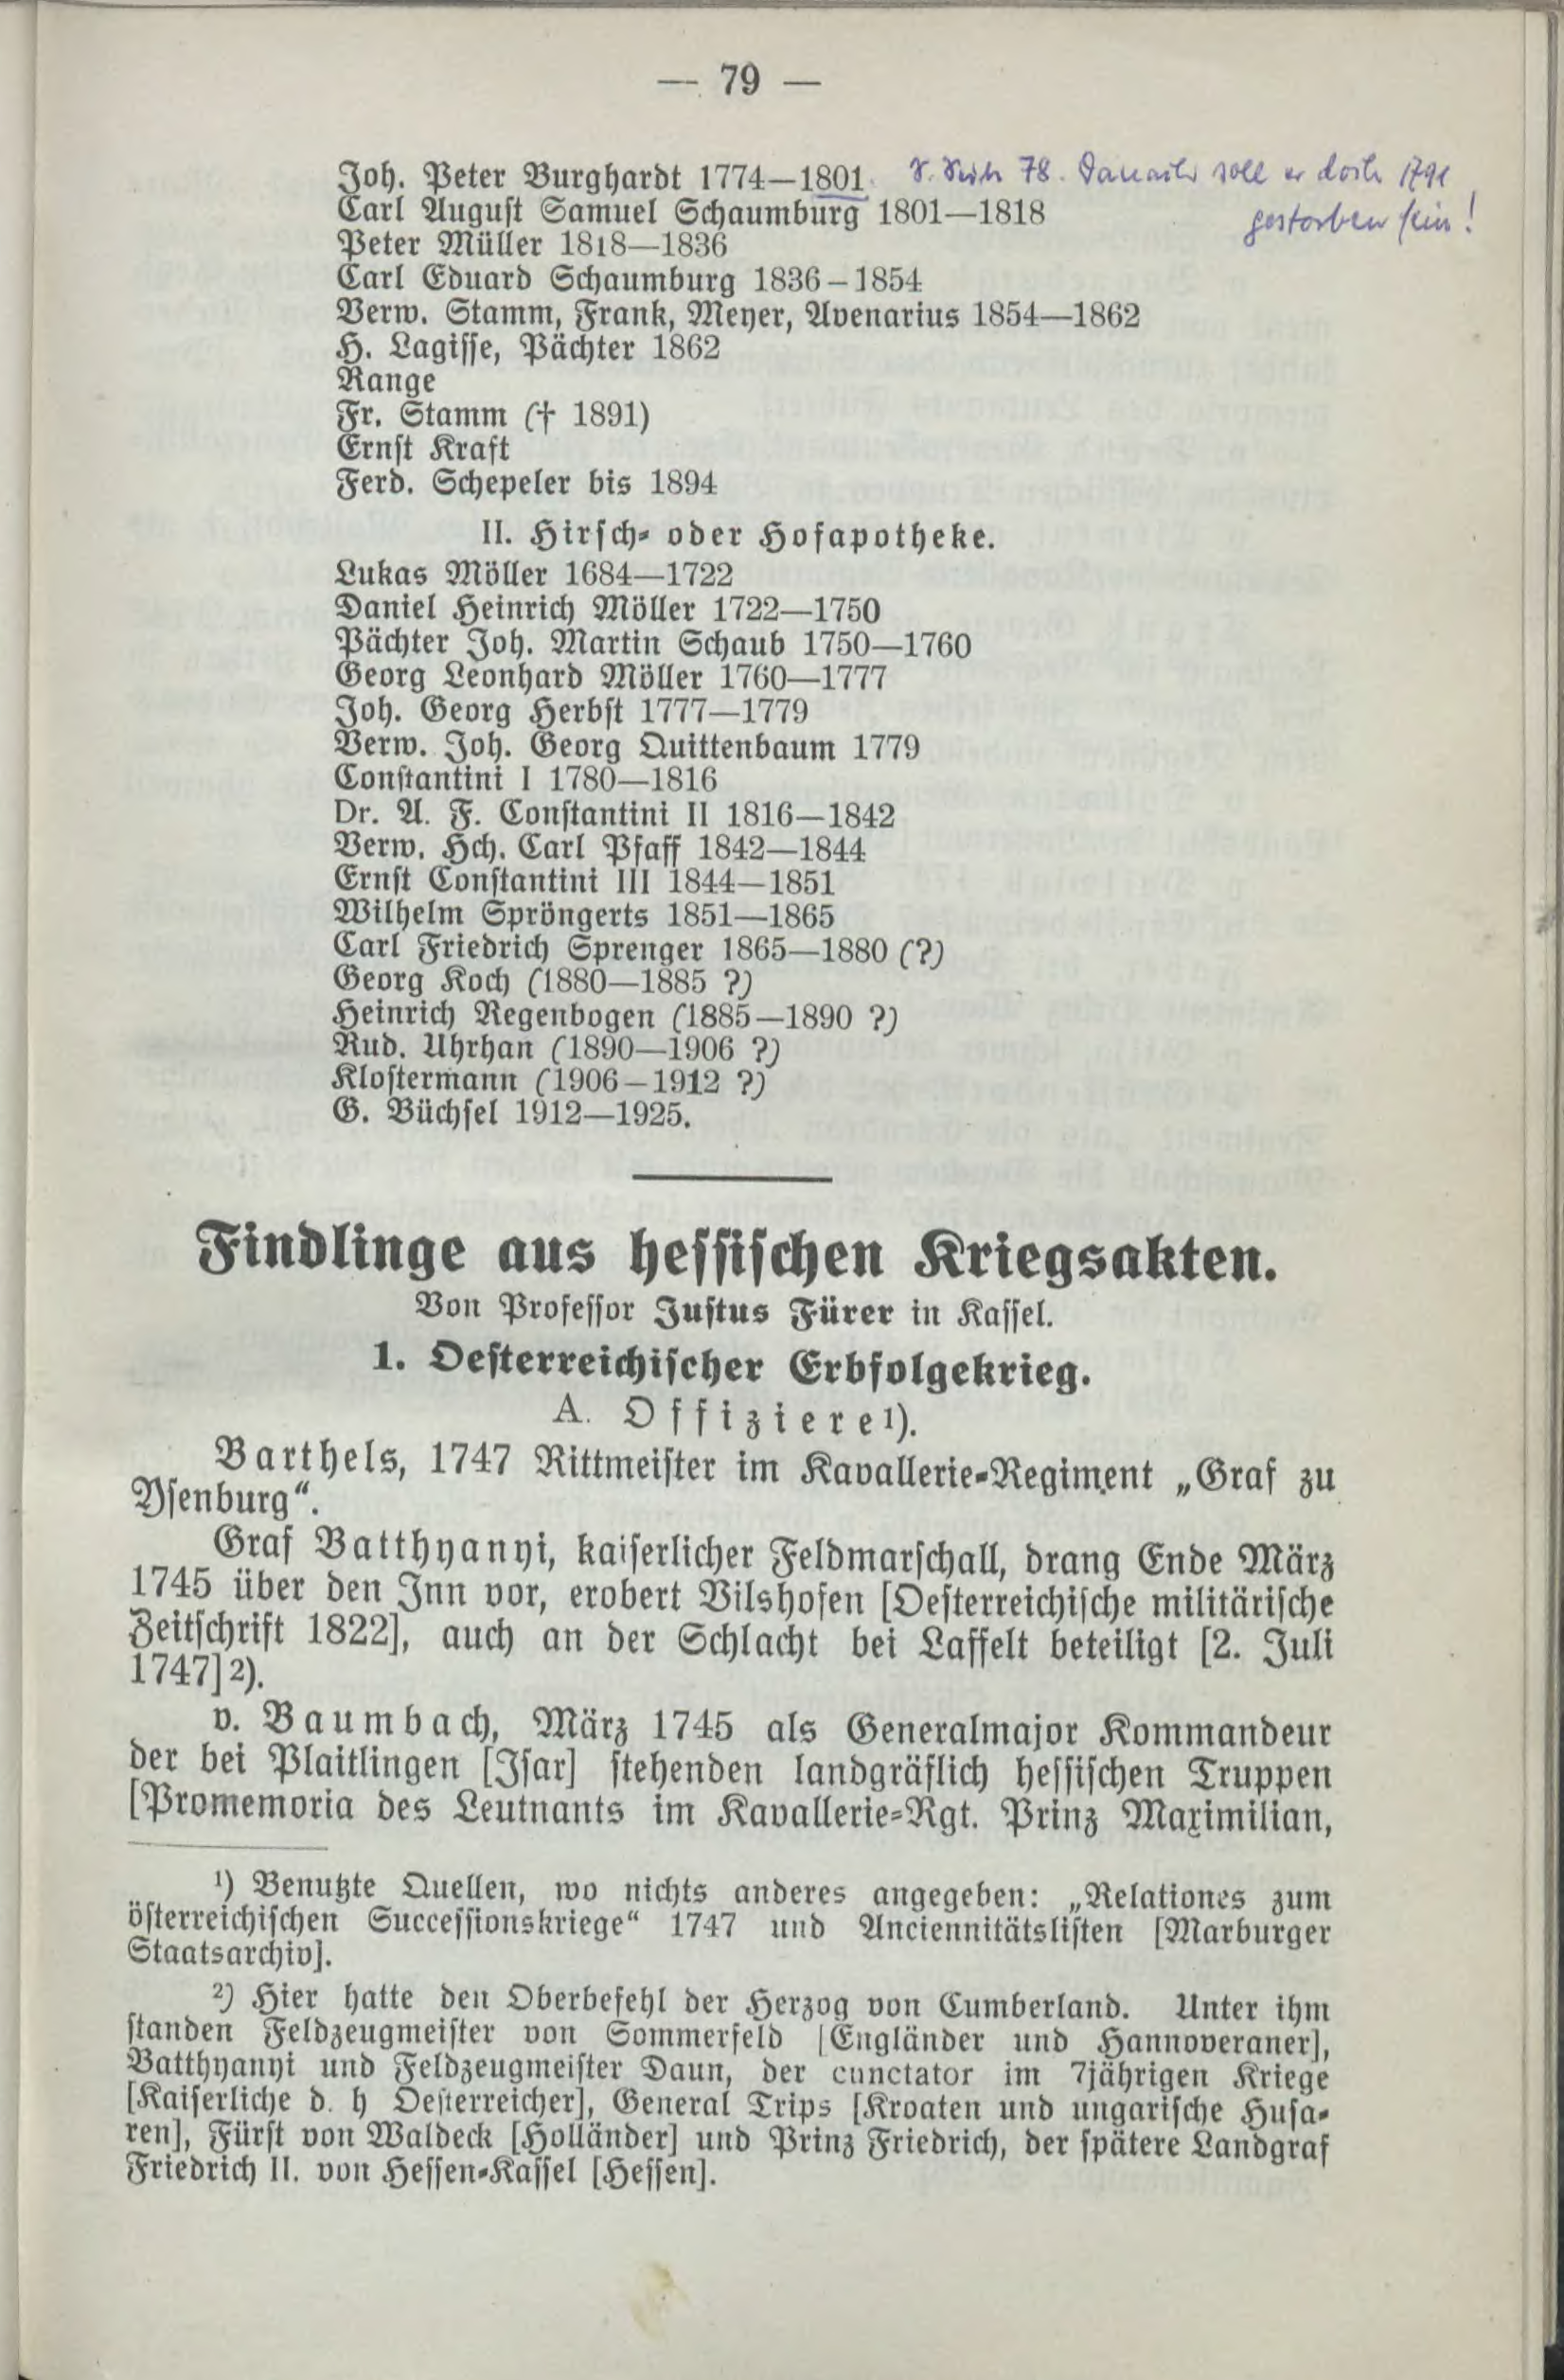 — 79 —
Joh. Peter Burghardt 1774—1801. s. Seite 78. Danach soll er doch 1791
gestorben sein!
Carl August Samuel Schaumburg 1801—1818
Peter Müller 1818—1836
Carl Eduard Schaumburg 1836–1854
Verw. Stamm, Frank, Meyer, Avenarius 1854—1862
H. Lagisse, Pächter 1862
Range
Fr. Stamm († 1891)
Ernst Kraft
Ferd. Schepeler bis 1894
II. Hirsch- oder Hofapotheke.
Lukas Möller 1684—1722
Daniel Heinrich Möller 1722—1750
Pächter Joh. Martin Schaub 1750—1760
Georg Leonhard Möller 1760—1777
Joh. Georg Herbst 1777—1779
Verw. Joh. Georg Quittenbaum 1779
Constantini I 1780—1816
Dr. A. F. Constantini II 1816—1842
Verw. Hch. Carl Pfaff 1842—1844
Ernst Constantini III 1844—1851
Wilhelm Spröngerts 1851—1865
Carl Friedrich Sprenger 1865—1880 (?)
Georg Koch (1880—1885 ?)
Heinrich Regenbogen (1885—1890 ?)
Rud. Uhrhan (1890—1906 ?)
Klostermann (1906–1912 ?)
G. Büchsel 1912—1925.
Findlinge aus hessischen Kriegsakten.
Von Professor Justus Fürer in Kassel.
1. Oesterreichischer Erbfolgekrieg.
A. Offiziere¹).
Barthels, 1747 Rittmeister im Kavallerie-Regiment „Graf zu
Ysenburg“.
Graf Batthyanyi, kaiserlicher Feldmarschall, drang Ende März
1745 über den Inn vor, erobert Vilshofen [Oesterreichische militärische
Zeitschrift 1822], auch an der Schlacht bei Laffelt beteiligt [2. Juli
1747]²).
v. Baumbach, März 1745 als Generalmajor Kommandeur
der bei Plaitlingen [Isar] stehenden landgräflich hessischen Truppen
[Promemoria des Leutnants im Kavallerie-Rgt. Prinz Maximilian,
¹) Benutzte Quellen, wo nichts anderes angegeben: „Relationes zum
österreichischen Successionskriege“ 1747 und Anciennitätslisten [Marburger
Staatsarchiv].
²) Hier hatte den Oberbefehl der Herzog von Cumberland. Unter ihm
standen Feldzeugmeister von Sommerfeld [Engländer und Hannoveraner],
Batthyanyi und Feldzeugmeister Daun, der cunctator im 7jährigen Kriege
[Kaiserliche d. h Oesterreicher], General Trips [Kroaten und ungarische Husa-
ren], Fürst von Waldeck [Holländer] und Prinz Friedrich, der spätere Landgraf
Friedrich II. von Hessen-Kassel [Hessen].